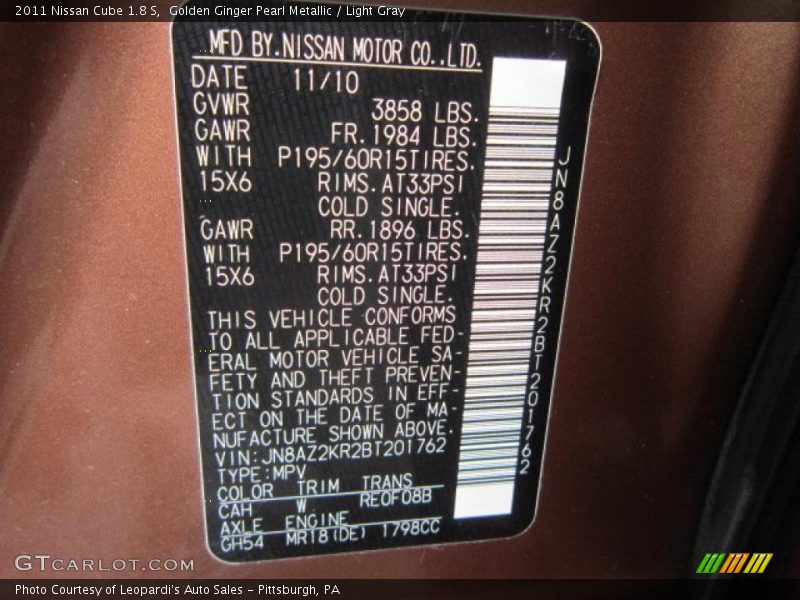 2011 Nissan Cube 1.8 S,  Golden Ginger Pearl Metallic / Light Gray
MFD BY.NISSAN MOTOR CO.,LTD.
DATE 11/10
GVWR 3858 LBS.
GAWR FR.1984 LBS.
WITH P195/60R15TIRES.
15X6 RIMS.AT33PSI
COLD SINGLE.
GAWR RR.1896 LBS.
WITH P195/60R15TIRES.
15X6 RIMS.AT33PSI
COLD SINGLE.
THIS VEHICLE CONFORMS
TO ALL APPLICABLE FED-
ERAL MOTOR VEHICLE SA-
FETY AND THEFT PREVEN-
TION STANDARDS IN EFF-
ECT ON THE DATE OF MA-
NUFACTURE SHOWN ABOVE.
VIN:JN8AZ2KR2BT201762
TYPE:MPV
COLOR TRIM TRANS
CAH W RE0F08B
AXLE ENGINE
GH54 MR18(DE) 1798CC
JN8AZ2KR2BT201762
GTCARLOT.COM
Photo Courtesy of Leopardi's Auto Sales - Pittsburgh, PA